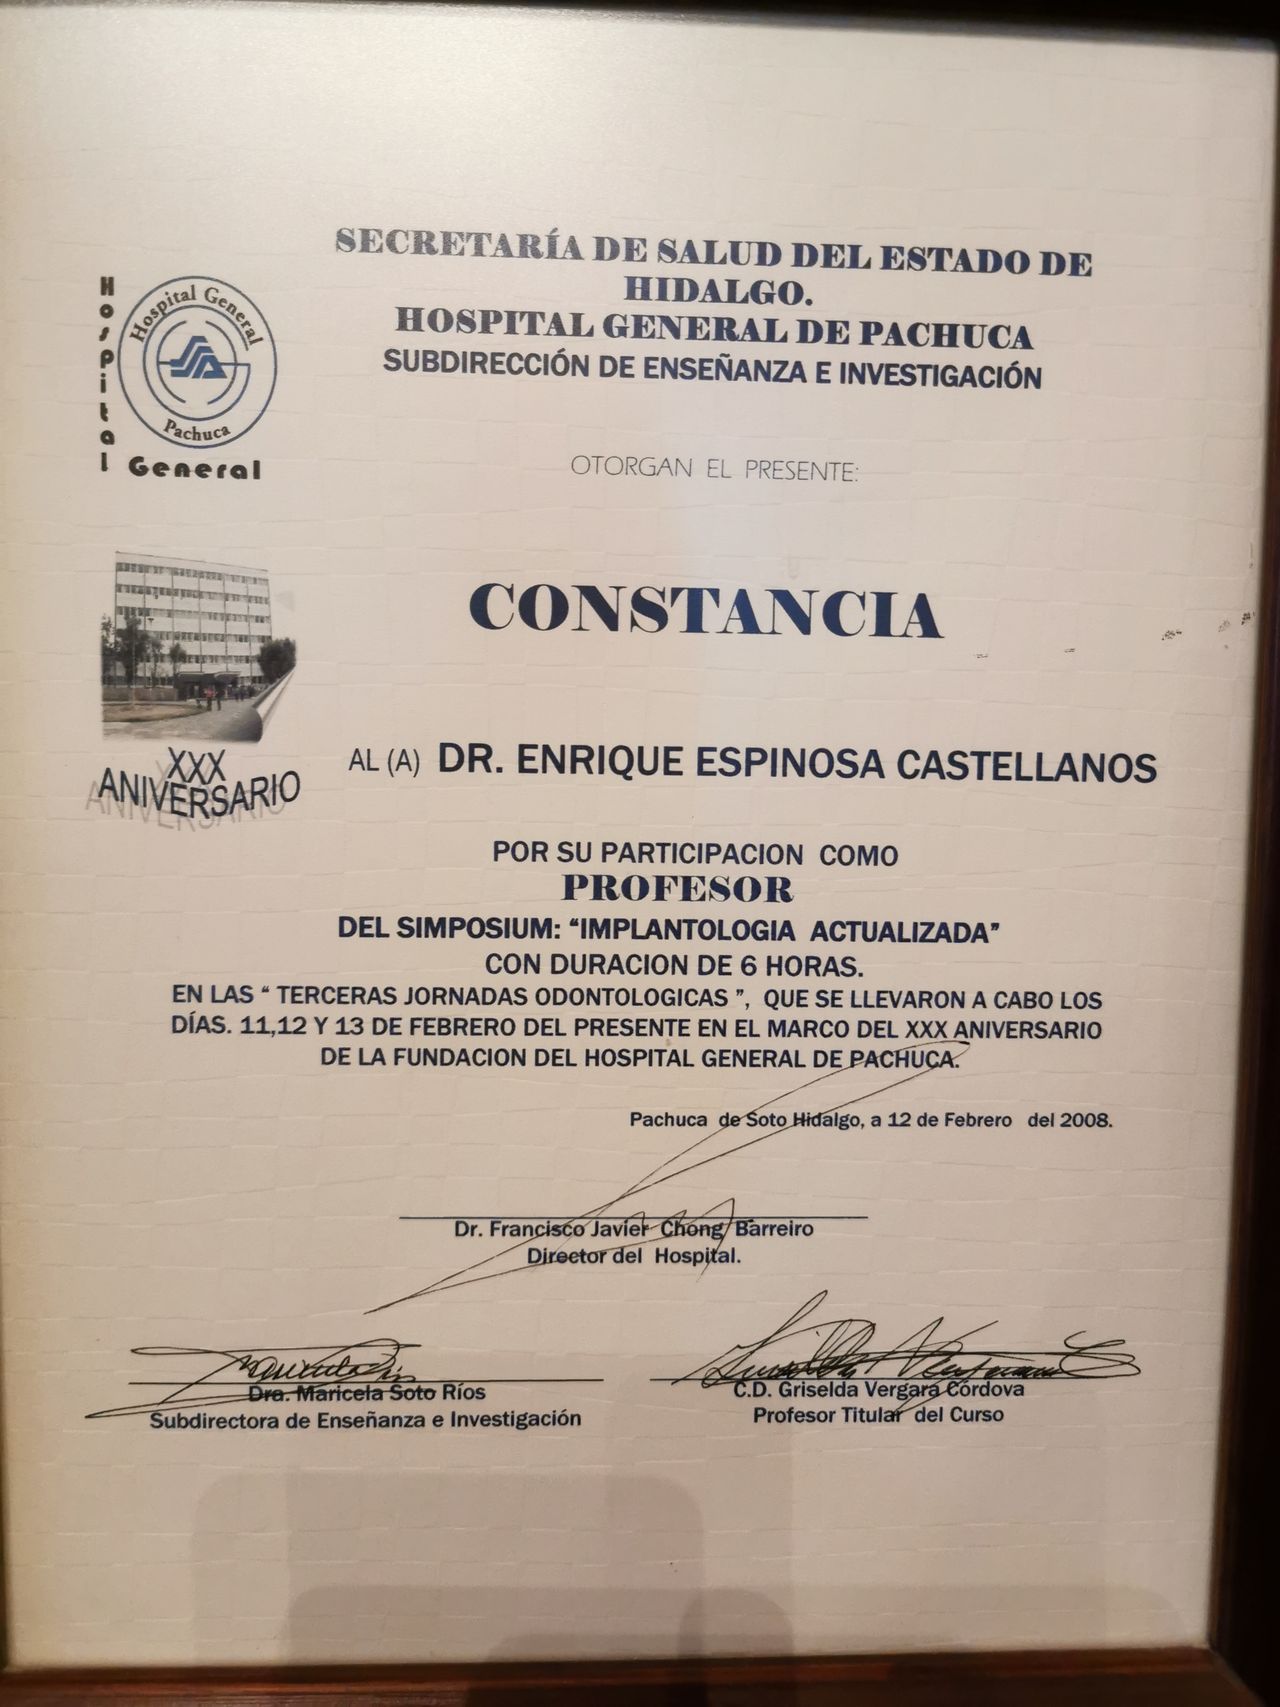 SECRETARÍA DE SALUD DEL ESTADO DE
HIDALGO.
HOSPITAL GENERAL DE PACHUCA
SUBDIRECCIÓN DE ENSEÑANZA E INVESTIGACIÓN
Hospital General
Pachuca
Hospital
General
OTORGAN EL PRESENTE:
CONSTANCIA
XXX
ANIVERSARIO
AL (A) DR. ENRIQUE ESPINOSA CASTELLANOS
POR SU PARTICIPACION COMO
PROFESOR
DEL SIMPOSIUM: "IMPLANTOLOGIA ACTUALIZADA"
CON DURACION DE 6 HORAS.
EN LAS " TERCERAS JORNADAS ODONTOLOGICAS ", QUE SE LLEVARON A CABO LOS
DÍAS. 11,12 Y 13 DE FEBRERO DEL PRESENTE EN EL MARCO DEL XXX ANIVERSARIO
DE LA FUNDACION DEL HOSPITAL GENERAL DE PACHUCA.
Pachuca de Soto Hidalgo, a 12 de Febrero del 2008.
Dr. Francisco Javier Chong Barreiro
Director del Hospital.
Dra. Maricela Soto Ríos
Subdirectora de Enseñanza e Investigación
C.D. Griselda Vergara Córdova
Profesor Titular del Curso